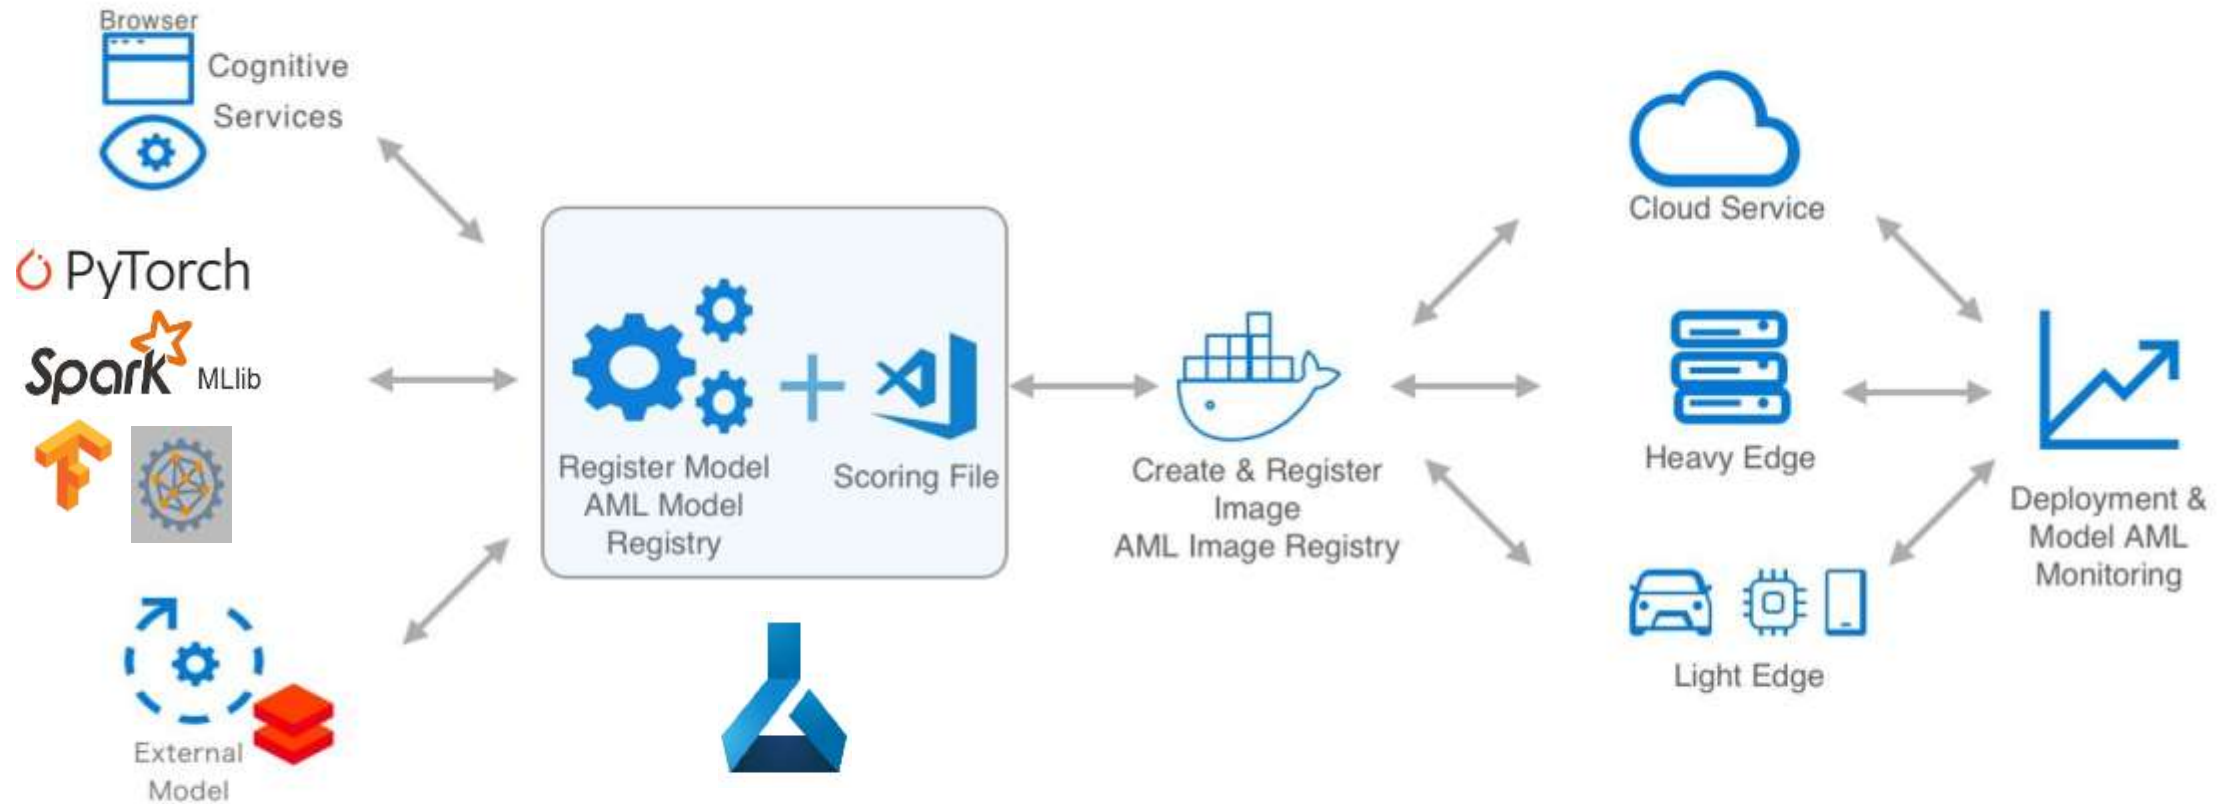 Browser
Cognitive
Services
PyTorch
Spark MLlib
External
Model
Register Model
AML Model
Registry
Scoring File
Create & Register
Image
AML Image Registry
Cloud Service
Heavy Edge
Light Edge
Deployment &
Model AML
Monitoring